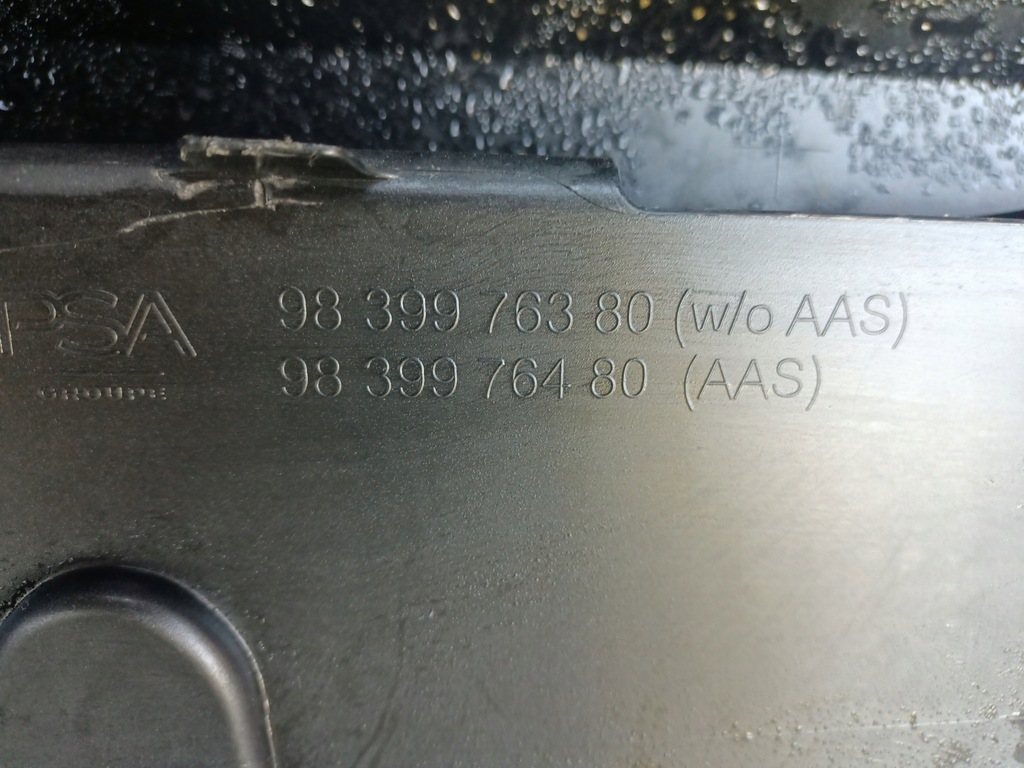 PSA 98 399 763 80 (w/o AAS)
GROUPE 98 399 764 80 (AAS)